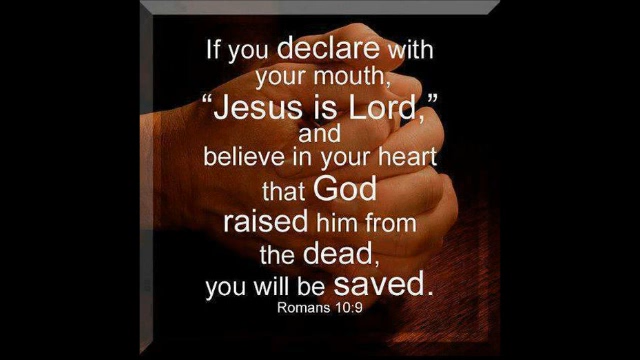 If you declare with
your mouth,
“Jesus is Lord,”
and
believe in your heart
that God
raised him from
the dead,
you will be saved.
Romans 10:9